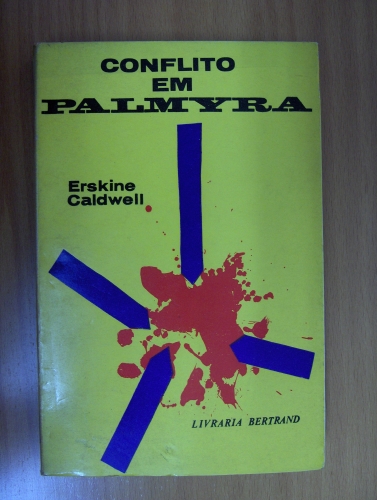 CONFLITO
EM
PALMYRA
Erskine
Caldwell
LIVRARIA BERTRAND